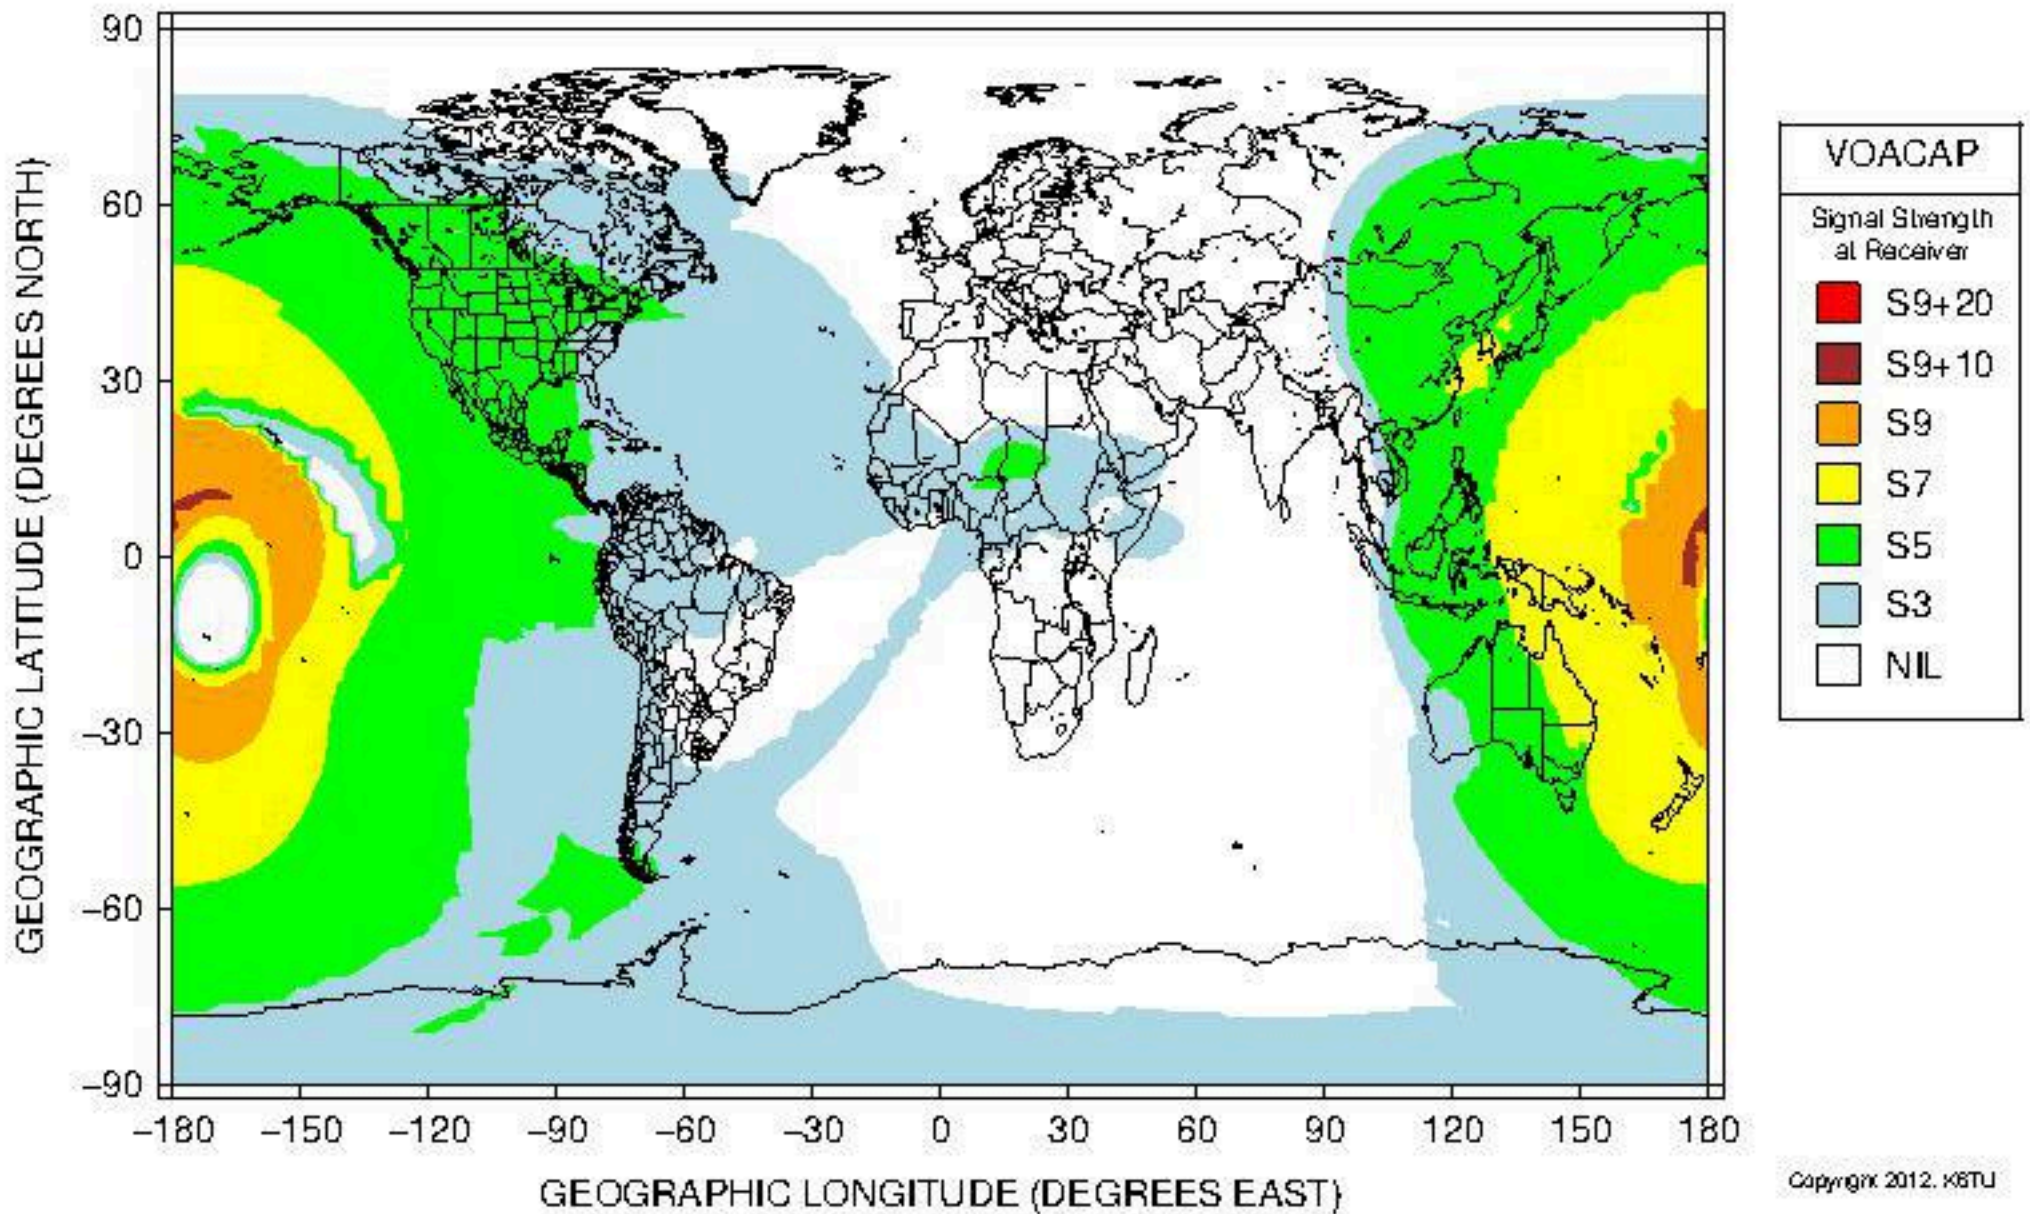 90
60
30
0
−30
−60
−90
GEOGRAPHIC LATITUDE (DEGREES NORTH)
−180 −150 −120 −90 −60 −30 0 30 60 90 120 150 180
GEOGRAPHIC LONGITUDE (DEGREES EAST)
VOACAP
Signal Strength
at Receiver
S9+20
S9+10
S9
S7
S5
S3
NIL
Copyright 2012, K6TU